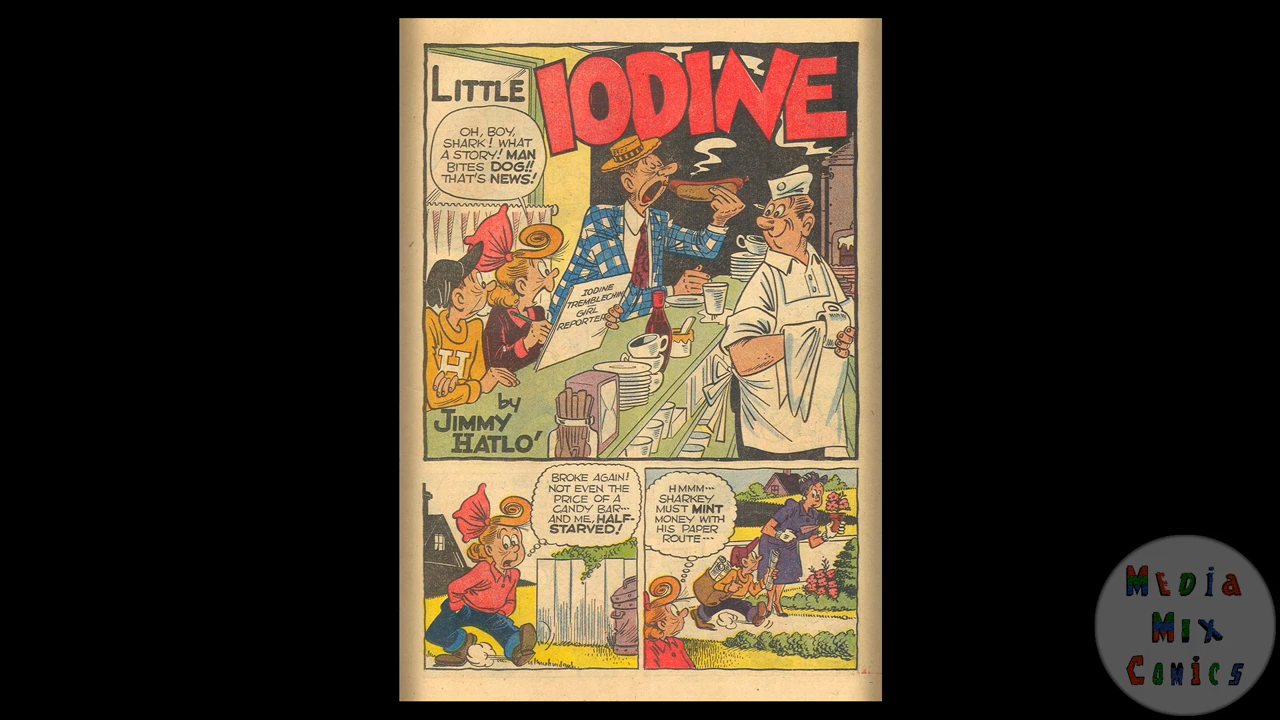 LITTLE
IODINE
OH, BOY,
SHARK! WHAT
A STORY! MAN
BITES DOG!!
THAT'S NEWS!
IODINE
TREMBLECHIN
GIRL
REPORTER
H
by
JIMMY
HATLO'
BROKE AGAIN!
NOT EVEN THE
PRICE OF A
CANDY BAR---
AND ME, HALF-
STARVED!
HMMM---
SHARKEY
MUST MINT
MONEY WITH
HIS PAPER
ROUTE---
MEDiA
MiX
COMiCS